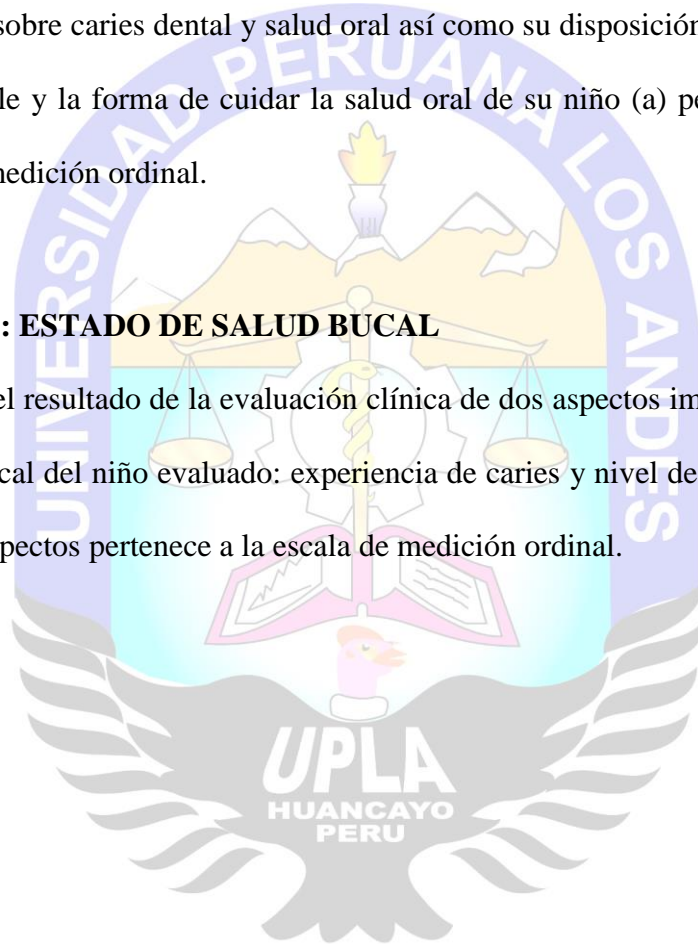 sobre caries dental y salud oral así como su disposición
le y la forma de cuidar la salud oral de su niño (a) pe
medición ordinal.
: ESTADO DE SALUD BUCAL
el resultado de la evaluación clínica de dos aspectos im
cal del niño evaluado: experiencia de caries y nivel de
pectos pertenece a la escala de medición ordinal.
UNIVERSIDAD PERUANA LOS ANDES
UPLA
HUANCAYO
PERU